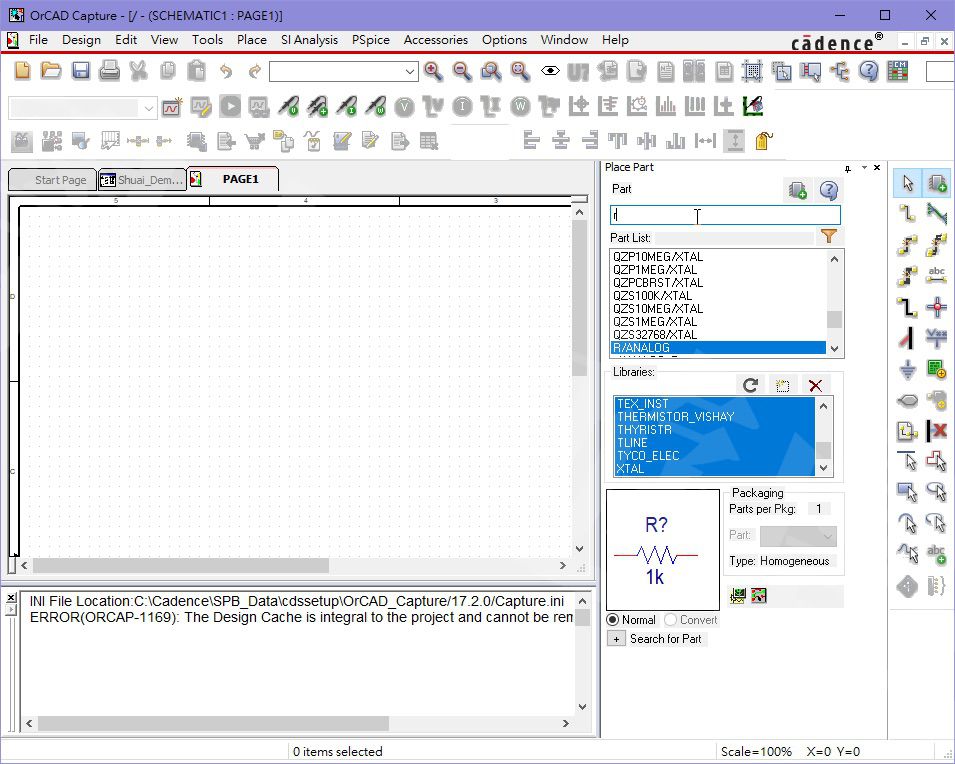 OrCAD Capture - [/ - (SCHEMATIC1 : PAGE1)]
File Design Edit View Tools Place SI Analysis PSpice Accessories Options Window Help
cādence®
Start Page
Shuai_Dem...
PAGE1
5 4 3
D
C
Place Part
Part
r
Part List:
QZP10MEG/XTAL
QZP1MEG/XTAL
QZPCBRST/XTAL
QZS100K/XTAL
QZS10MEG/XTAL
QZS1MEG/XTAL
QZS32768/XTAL
R/ANALOG
Libraries:
TEX_INST
THERMISTOR_VISHAY
THYRISTR
TLINE
TYCO_ELEC
XTAL
R?
1k
Packaging
Parts per Pkg: 1
Part:
Type: Homogeneous
Normal Convert
+ Search for Part
INI File Location:C:\Cadence\SPB_Data\cdssetup\OrCAD_Capture/17.2.0/Capture.ini
ERROR(ORCAP-1169): The Design Cache is integral to the project and cannot be rem
0 items selected
Scale=100% X=0 Y=0